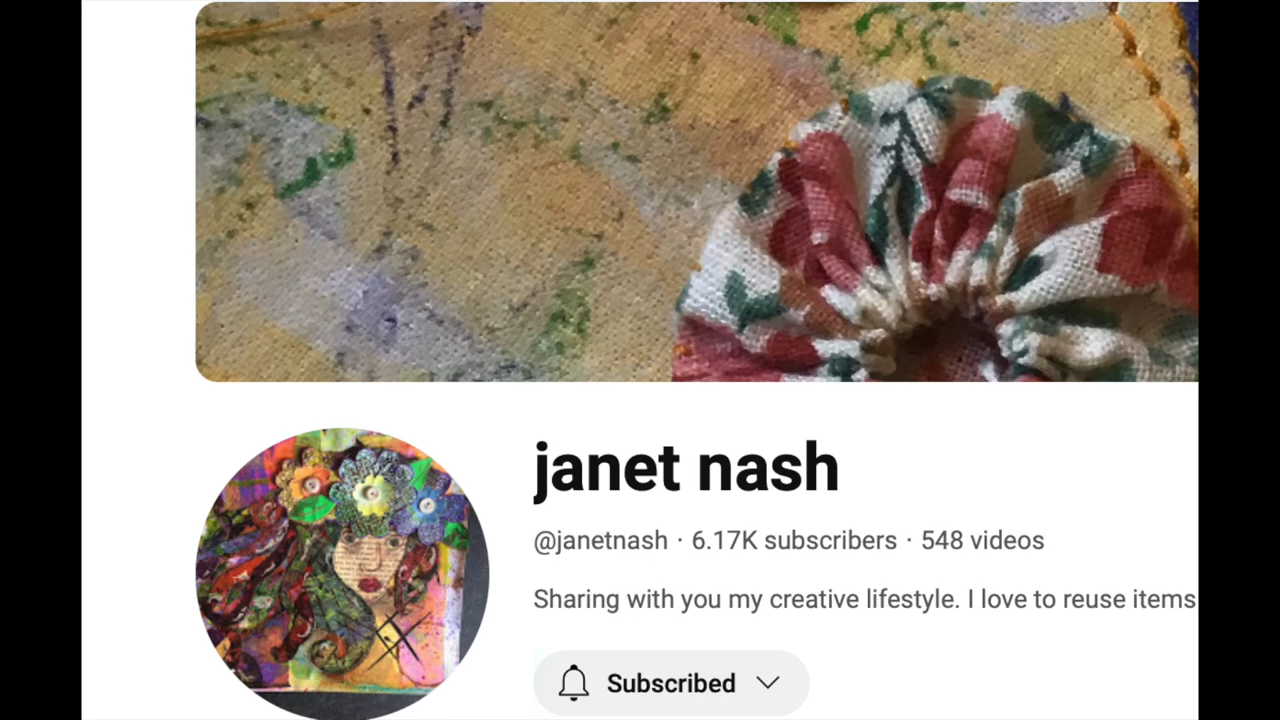 janet nash
@janetnash · 6.17K subscribers · 548 videos
Sharing with you my creative lifestyle. I love to reuse items
Subscribed